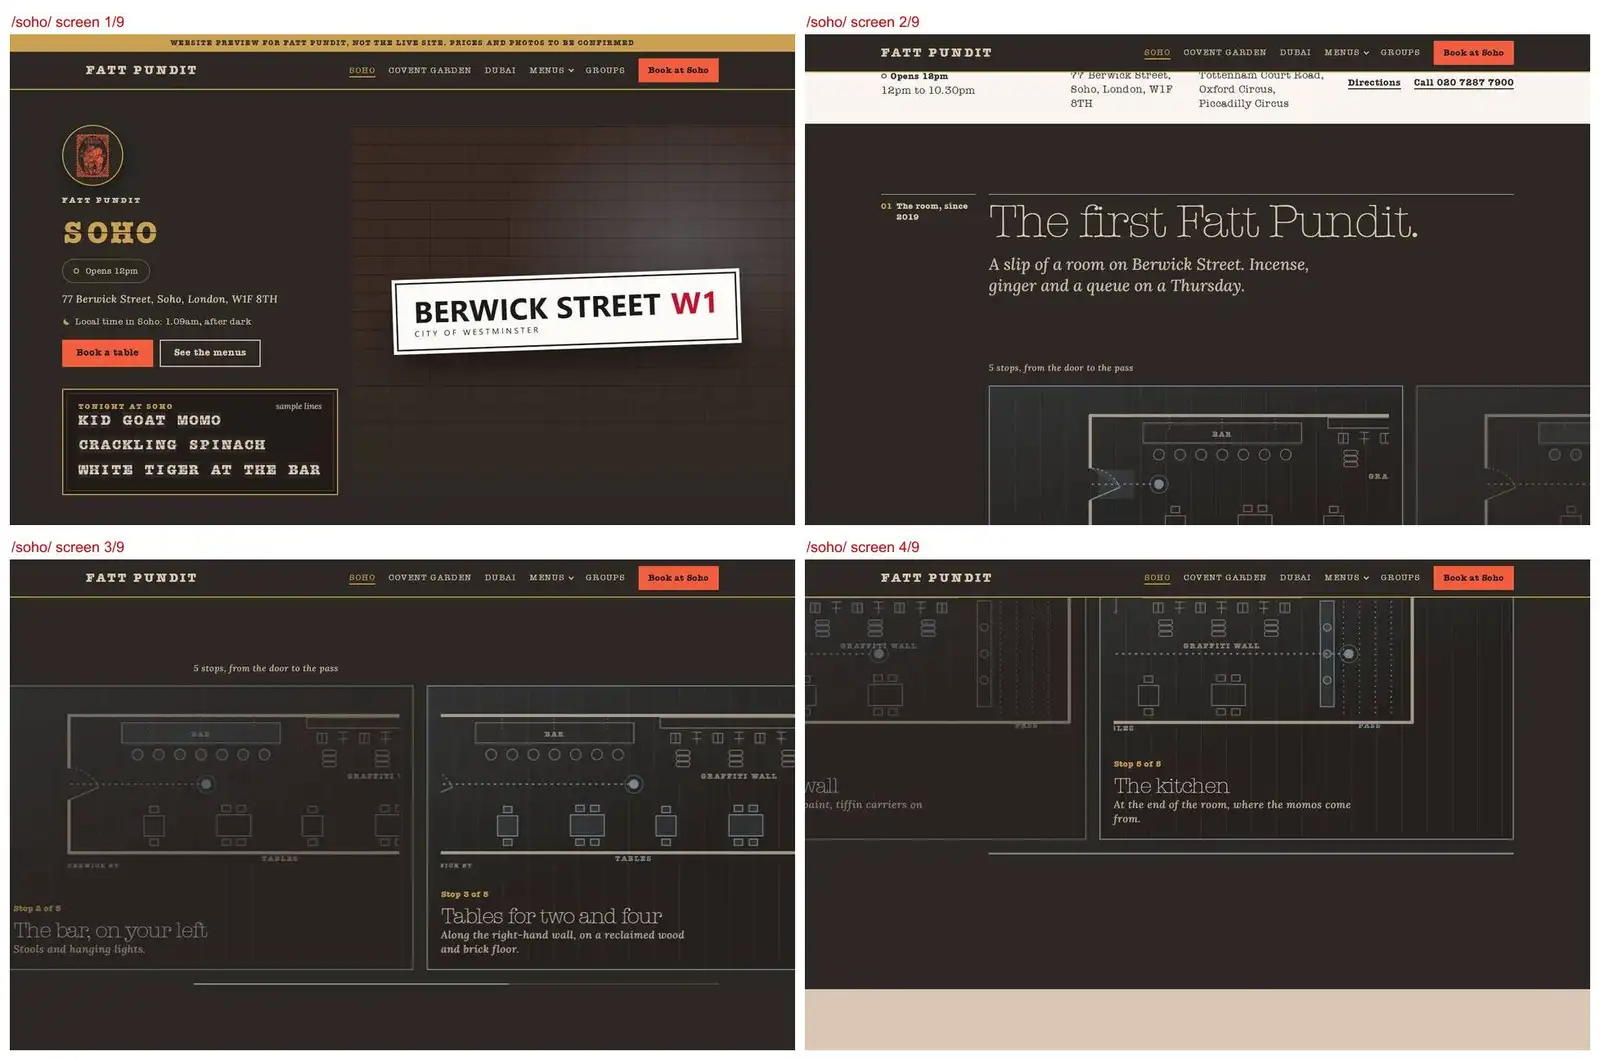 /soho/ screen 1/9
WEBSITE PREVIEW FOR FATT PUNDIT, NOT THE LIVE SITE. PRICES AND PHOTOS TO BE CONFIRMED
FATT PUNDIT
SOHO
COVENT GARDEN
DUBAI
MENUS
GROUPS
Book at Soho
FATT PUNDIT
SOHO
Opens 12pm
77 Berwick Street, Soho, London, W1F 8TH
Local time in Soho: 1.09am, after dark
Book a table
See the menus
TONIGHT AT SOHO
sample lines
KID GOAT MOMO
CRACKLING SPINACH
WHITE TIGER AT THE BAR
BERWICK STREET W1
CITY OF WESTMINSTER
/soho/ screen 2/9
FATT PUNDIT
SOHO
COVENT GARDEN
DUBAI
MENUS
GROUPS
Book at Soho
Opens 12pm
12pm to 10.30pm
77 Berwick Street,
Soho, London, W1F
8TH
Tottenham Court Road,
Oxford Circus,
Piccadilly Circus
Directions
Call 020 7287 7900
01 The room, since
2019
The first Fatt Pundit.
A slip of a room on Berwick Street. Incense,
ginger and a queue on a Thursday.
5 stops, from the door to the pass
BAR
GRA
/soho/ screen 3/9
FATT PUNDIT
SOHO
COVENT GARDEN
DUBAI
MENUS
GROUPS
Book at Soho
5 stops, from the door to the pass
BAR
GRAFFITI
BERWICK ST
TABLES
Stop 2 of 5
The bar, on your left
Stools and hanging lights.
BAR
GRAFFITI WALL
WICK ST
TABLES
Stop 3 of 5
Tables for two and four
Along the right-hand wall, on a reclaimed wood
and brick floor.
/soho/ screen 4/9
FATT PUNDIT
SOHO
COVENT GARDEN
DUBAI
MENUS
GROUPS
Book at Soho
GRAFFITI WALL
PASS
wall
paint, tiffin carriers on
GRAFFITI WALL
LES
PASS
Stop 5 of 5
The kitchen
At the end of the room, where the momos come
from.